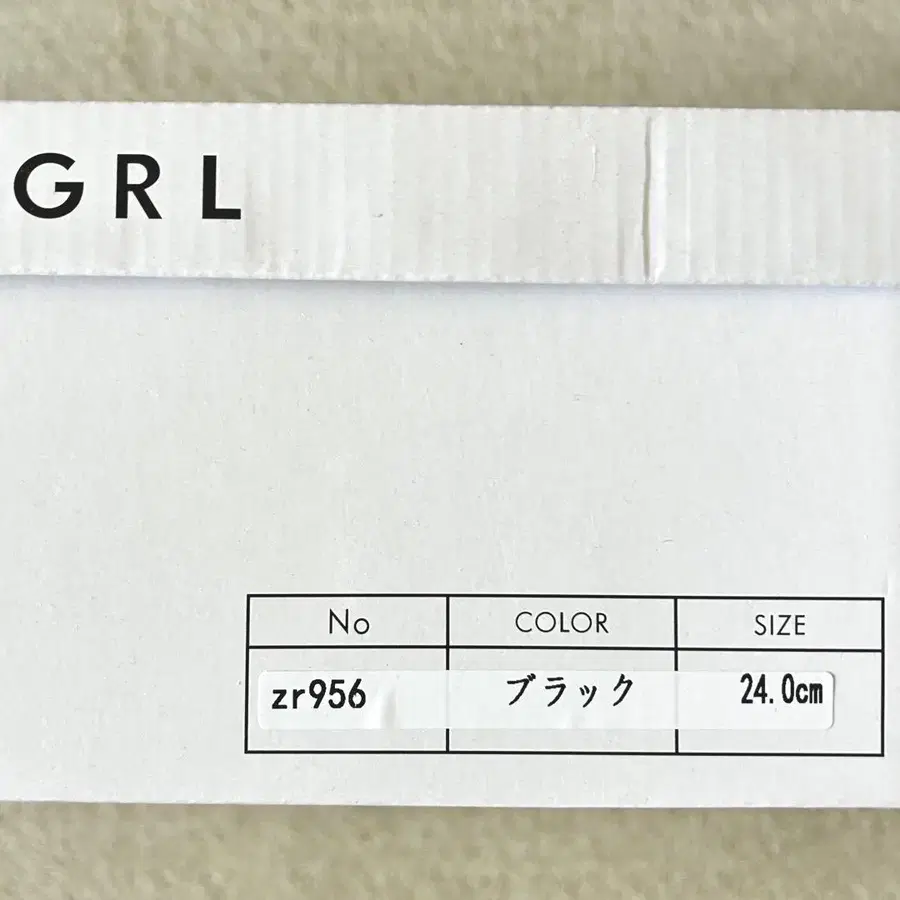 GRL
No COLOR SIZE
zr956 ブラック 24.0cm